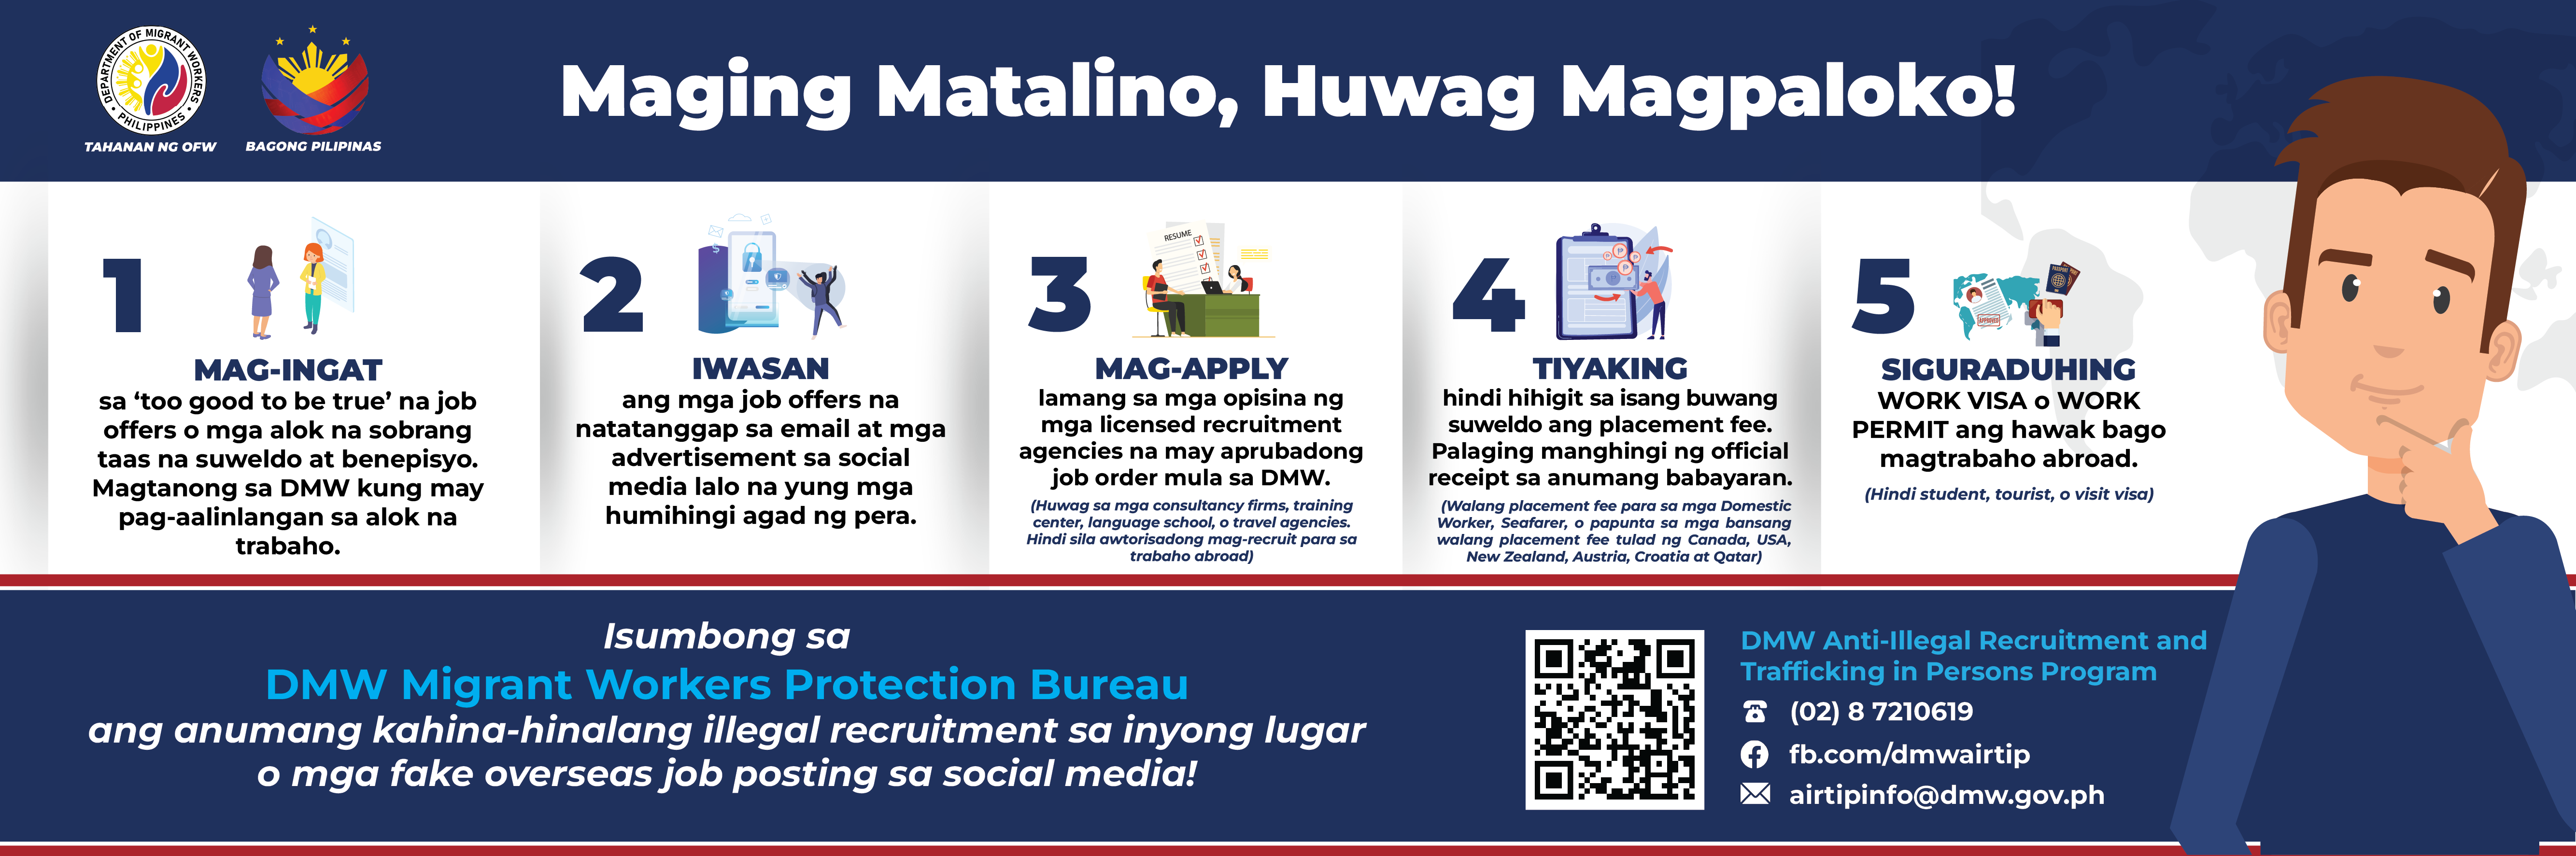 DEPARTMENT OF MIGRANT WORKERS
PHILIPPINES
TAHANAN NG OFW
BAGONG PILIPINAS
Maging Matalino, Huwag Magpaloko!
1
MAG-INGAT
sa ‘too good to be true’ na job
offers o mga alok na sobrang
taas na suweldo at benepisyo.
Magtanong sa DMW kung may
pag-aalinlangan sa alok na
trabaho.
2
IWASAN
ang mga job offers na
natatanggap sa email at mga
advertisement sa social
media lalo na yung mga
humihingi agad ng pera.
3
RESUME
MAG-APPLY
lamang sa mga opisina ng
mga licensed recruitment
agencies na may aprubadong
job order mula sa DMW.
(Huwag sa mga consultancy firms, training
center, language school, o travel agencies.
Hindi sila awtorisadong mag-recruit para sa
trabaho abroad)
4
TIYAKING
hindi hihigit sa isang buwang
suweldo ang placement fee.
Palaging manghingi ng official
receipt sa anumang babayaran.
(Walang placement fee para sa mga Domestic
Worker, Seafarer, o papunta sa mga bansang
walang placement fee tulad ng Canada, USA,
New Zealand, Austria, Croatia at Qatar)
5
PASSPORT
APPROVED
SIGURADUHING
WORK VISA o WORK
PERMIT ang hawak bago
magtrabaho abroad.
(Hindi student, tourist, o visit visa)
Isumbong sa
DMW Migrant Workers Protection Bureau
ang anumang kahina-hinalang illegal recruitment sa inyong lugar
o mga fake overseas job posting sa social media!
DMW Anti-Illegal Recruitment and
Trafficking in Persons Program
(02) 8 7210619
fb.com/dmwairtip
airtipinfo@dmw.gov.ph